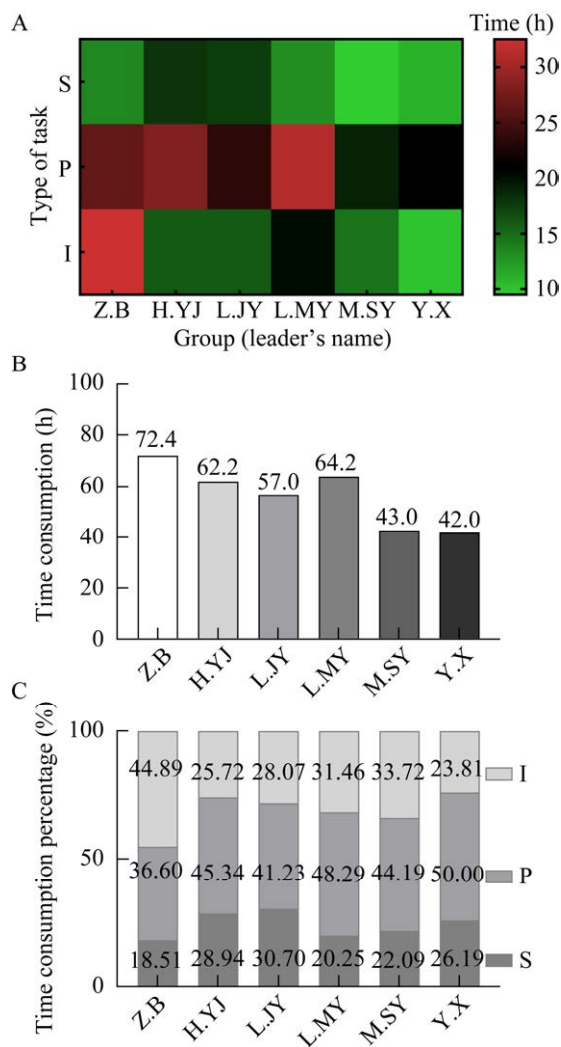 A
Time (h)
S
P
I
Type of task
30
25
20
15
10
Z.B H.YJ L.JY L.MY M.SY Y.X
Group (leader's name)
B
100
80
60
40
20
0
Time consumption (h)
72.4 62.2 57.0 64.2 43.0 42.0
Z.B H.YJ L.JY L.MY M.SY Y.X
C
100
50
0
Time consumption percentage (%)
44.89 25.72 28.07 31.46 33.72 23.81 I
36.60 45.34 41.23 48.29 44.19 50.00 P
18.51 28.94 30.70 20.25 22.09 26.19 S
Z.B H.YJ L.JY L.MY M.SY Y.X